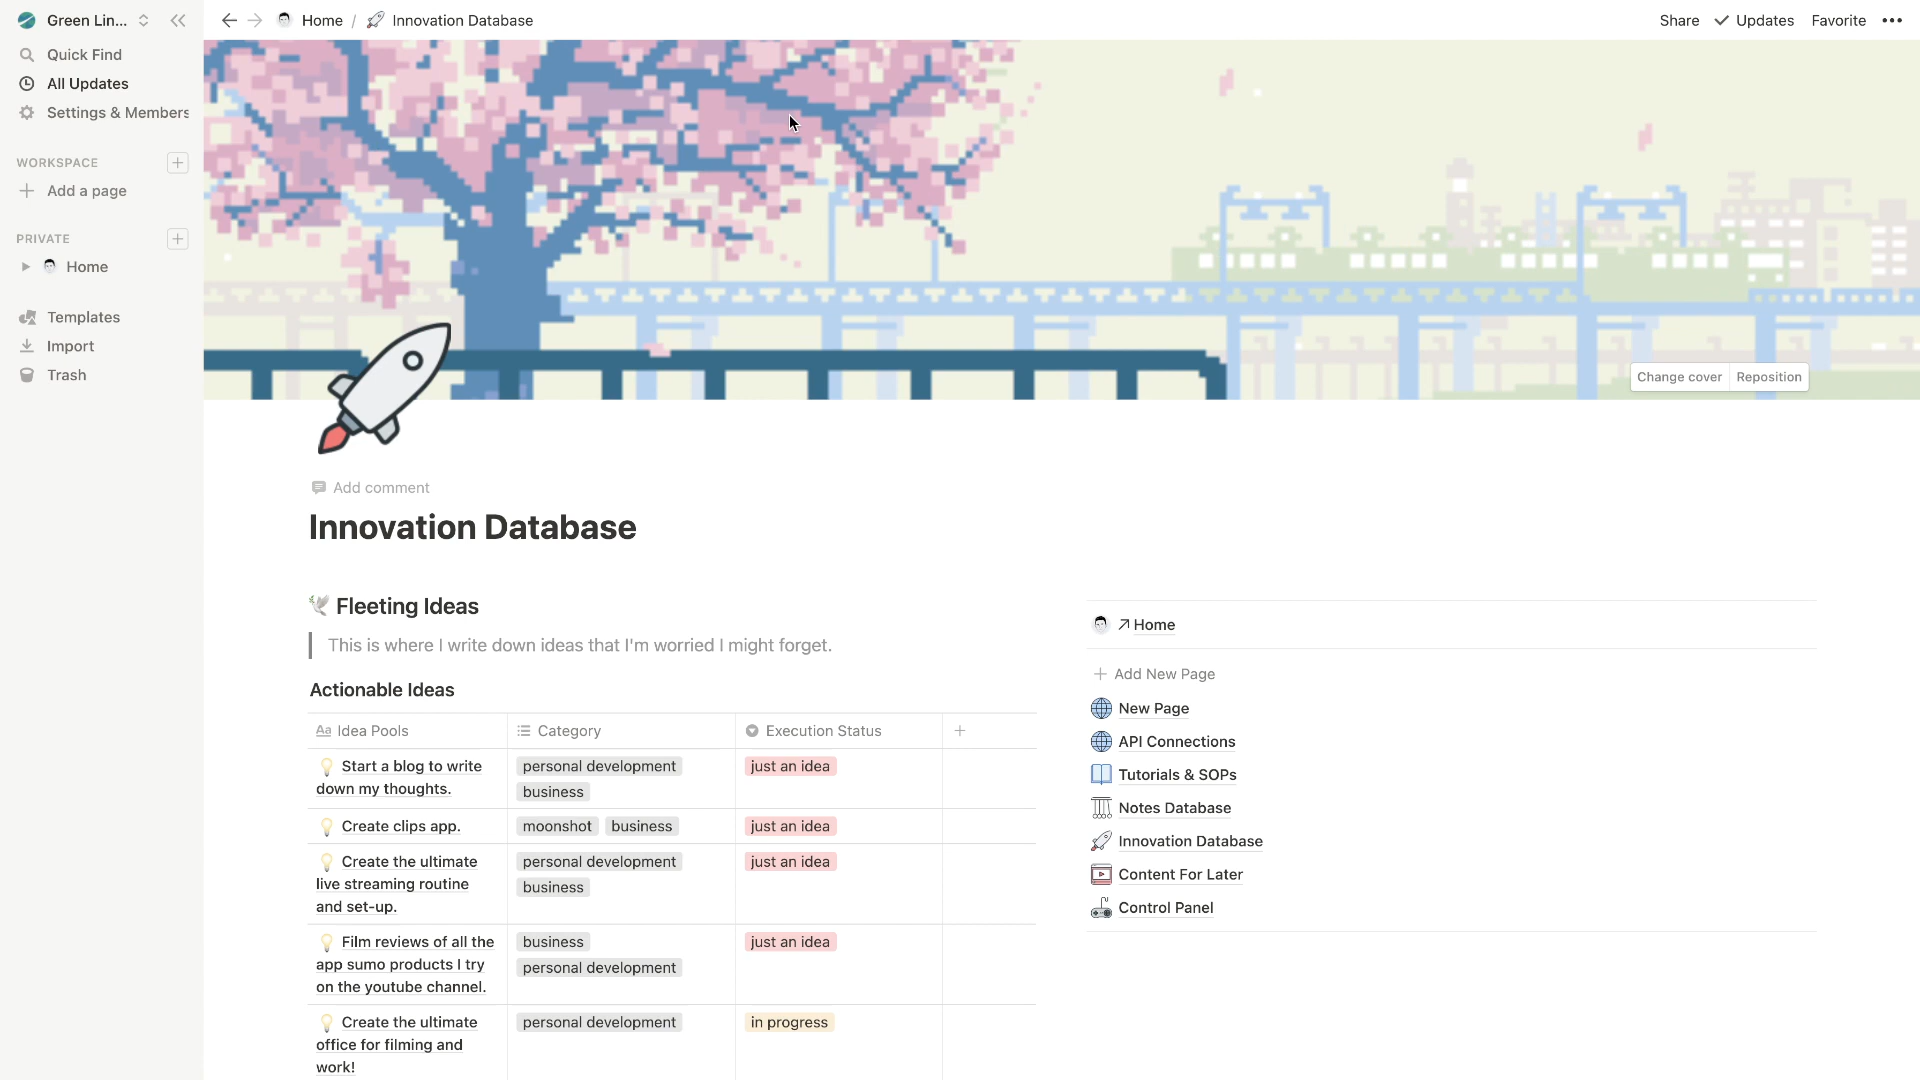 Green Lin...
Home / Innovation Database
Share
Updates
Favorite
Quick Find
All Updates
Settings & Members
WORKSPACE
Add a page
PRIVATE
Home
Templates
Import
Trash
Change cover
Reposition
Add comment
Innovation Database
Fleeting Ideas
This is where I write down ideas that I'm worried I might forget.
Actionable Ideas
Aa Idea Pools
Category
Execution Status
Start a blog to write
down my thoughts.
personal development
business
just an idea
Create clips app.
moonshot business
just an idea
Create the ultimate
live streaming routine
and set-up.
personal development
business
just an idea
Film reviews of all the
app sumo products I try
on the youtube channel.
business
personal development
just an idea
Create the ultimate
office for filming and
work!
personal development
in progress
Home
Add New Page
New Page
API Connections
Tutorials & SOPs
Notes Database
Innovation Database
Content For Later
Control Panel